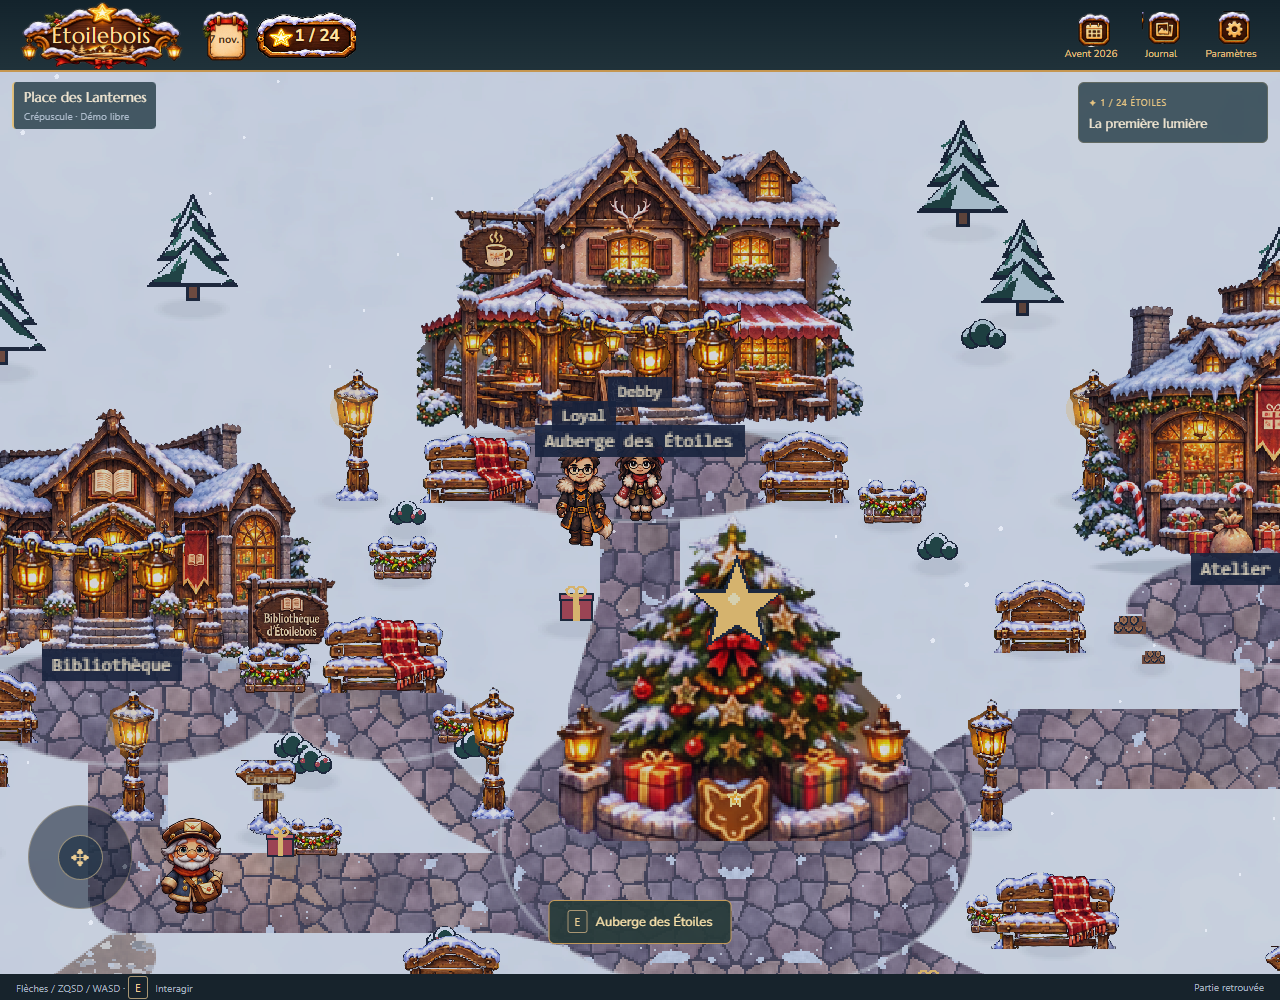 Étoilebois
7 nov.
1 / 24
Avent 2026
Journal
Paramètres
Place des Lanternes
Crépuscule · Démo libre
✦ 1 / 24 ÉTOILES
La première lumière
Debby
Loyal
Auberge des Étoiles
Bibliothèque
d'Étoilebois
Atelier
Bibliothèque
E Auberge des Étoiles
Flèches / ZQSD / WASD · E Interagir
Partie retrouvée